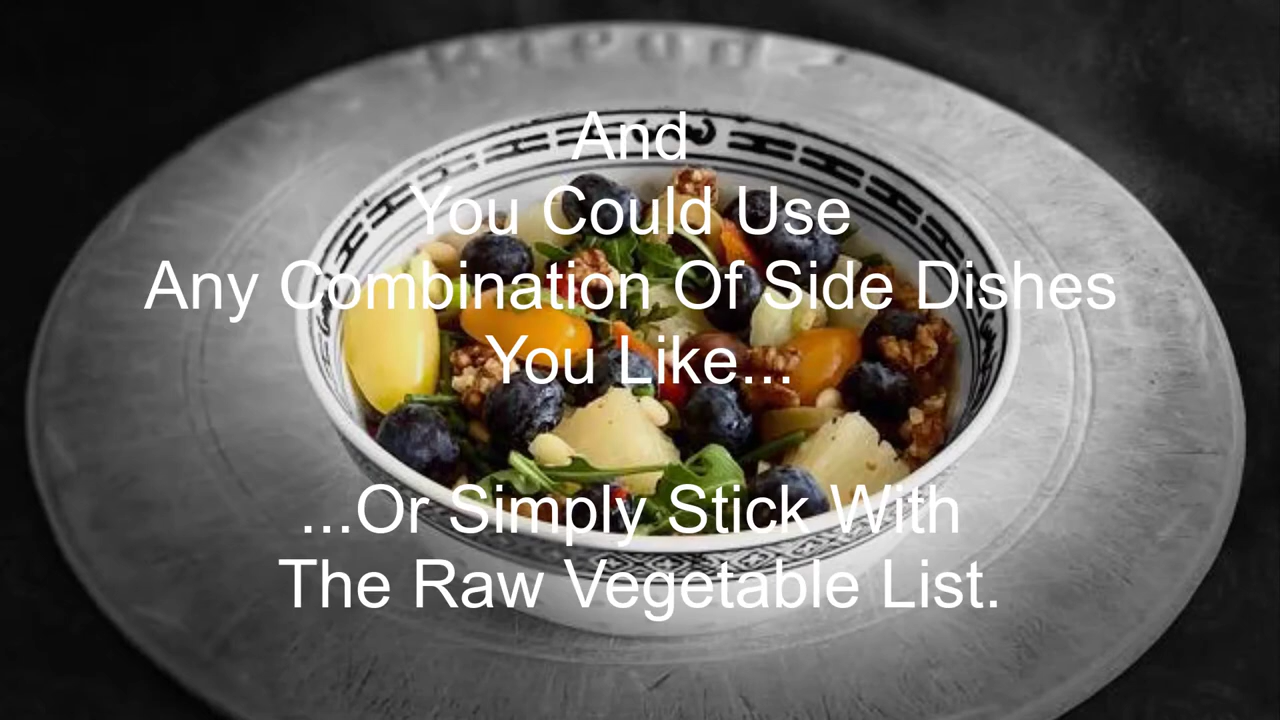 And
You Could Use
Any Combination Of Side Dishes
You Like...
...Or Simply Stick With
The Raw Vegetable List.